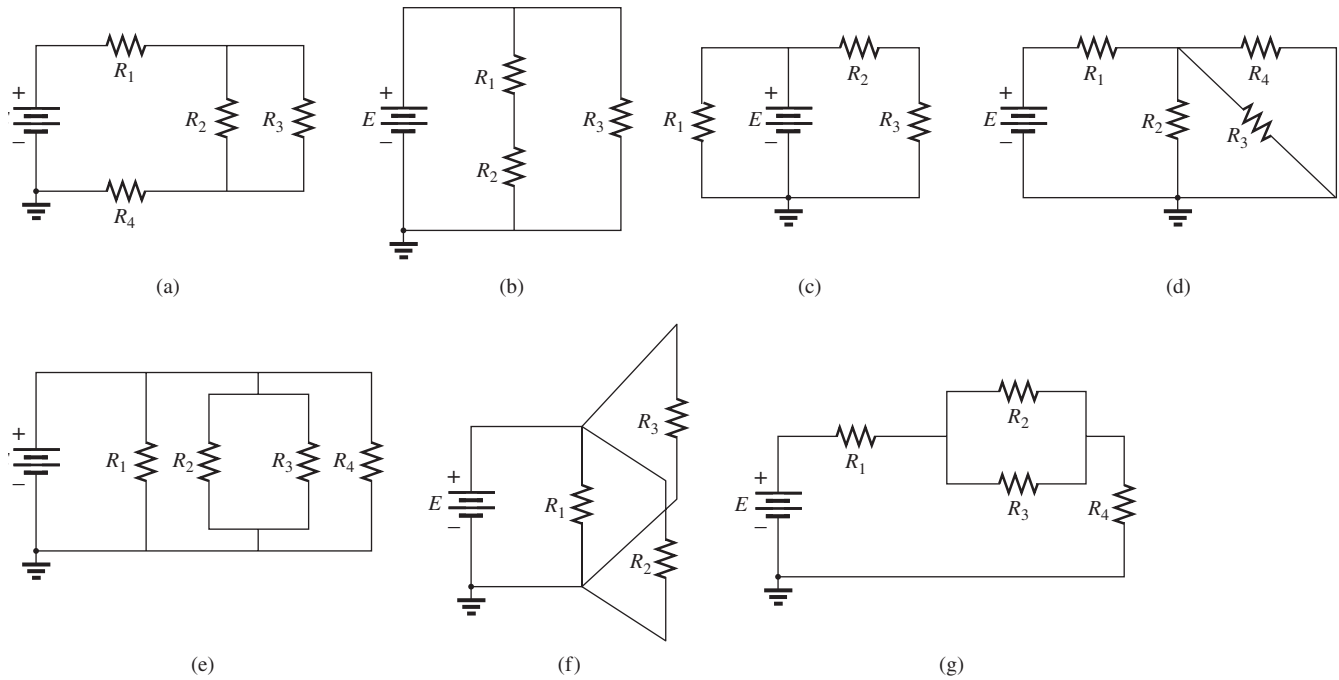 R1
R2
R3
R4
+
−
(a)
+
E
−
R1
R2
R3
(b)
R1
+
E
−
R2
R3
(c)
+
E
−
R1
R2
R3
R4
(d)
+
−
R1
R2
R3
R4
(e)
+
E
−
R1
R3
R2
(f)
+
E
−
R1
R2
R3
R4
(g)